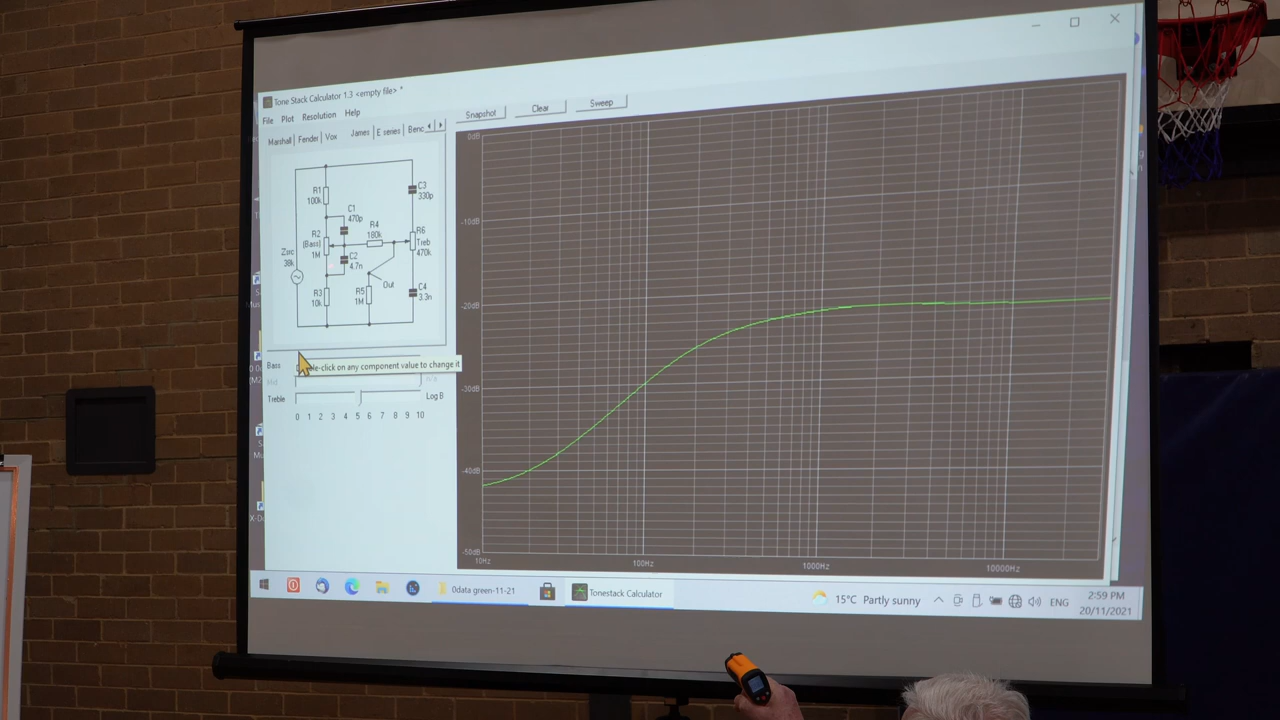 Tone Stack Calculator 1.3 <empty file> *
File Plot Resolution Help
Snapshot Clear Sweep
Marshall Fender Vox James E series Benc
R1
100k
C3
330p
C1
470p
R2
(Bass)
1M
R4
180k
R6
Treb
470k
Zsrc
38k
C2
4.7n
Out
R3
10k
R5
1M
C4
3.3n
Bass
le-click on any component value to change it
Mid n/a
Treble Log B
0 1 2 3 4 5 6 7 8 9 10
0dB
-10dB
-20dB
-30dB
-40dB
-50dB
10Hz 100Hz 1000Hz 10000Hz
0data green-11-21
Tonestack Calculator
15°C Partly sunny
ENG
2:59 PM
20/11/2021